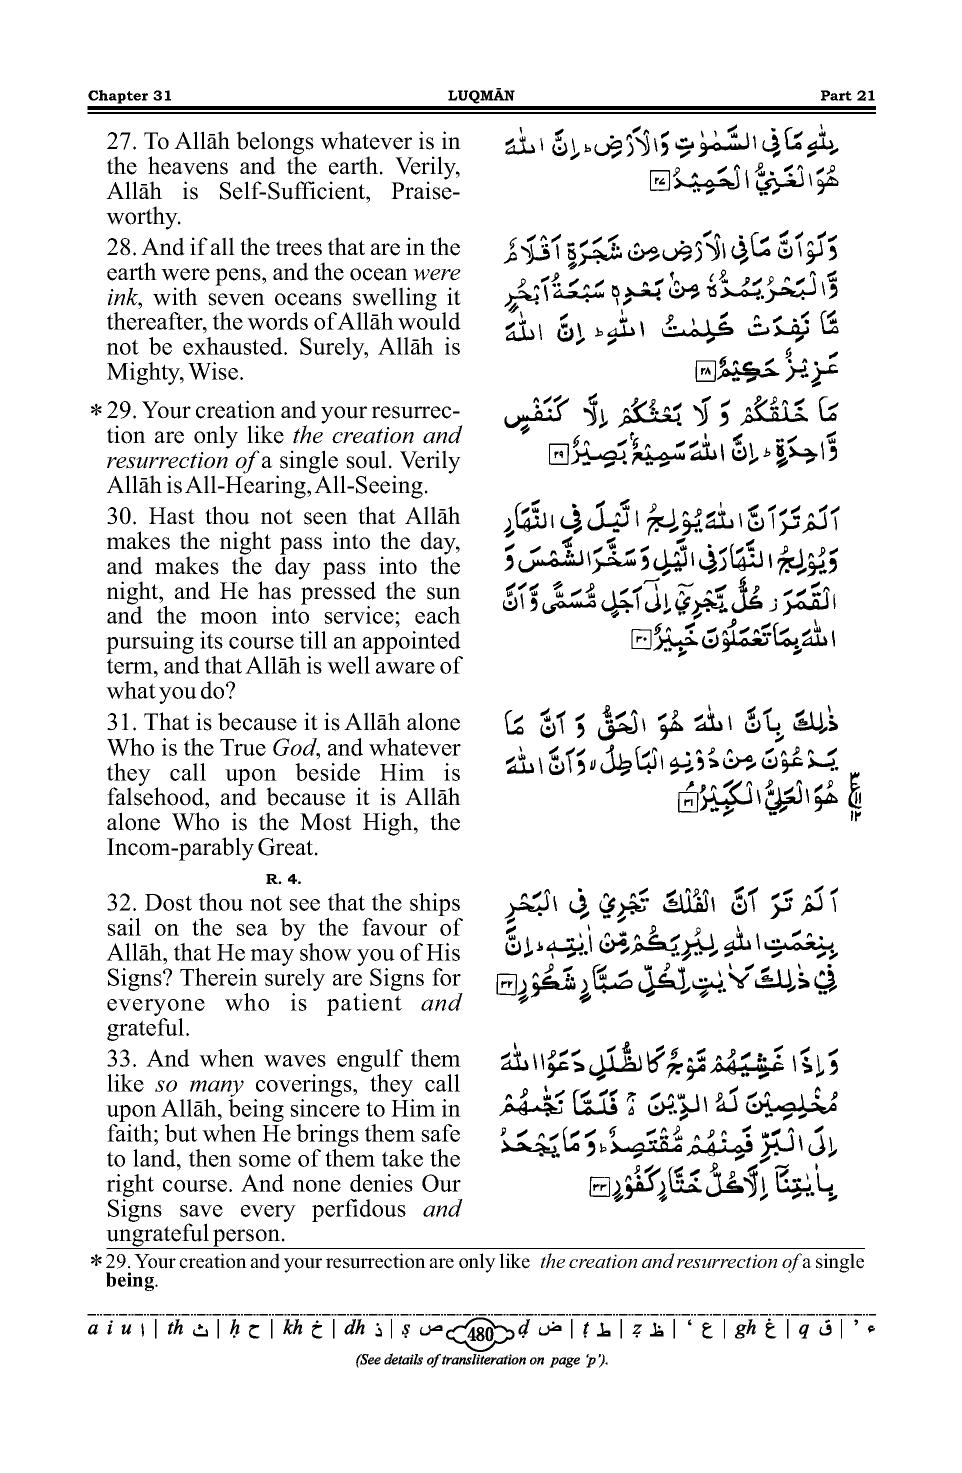 Chapter 31 LUQMĀN Part 21
27. To Allāh belongs whatever is in
the heavens and the earth. Verily,
Allāh is Self-Sufficient, Praise-
worthy.
28. And if all the trees that are in the
earth were pens, and the ocean were
ink, with seven oceans swelling it
thereafter, the words of Allāh would
not be exhausted. Surely, Allāh is
Mighty, Wise.
* 29. Your creation and your resurrec-
tion are only like the creation and
resurrection of a single soul. Verily
Allāh is All-Hearing, All-Seeing.
30. Hast thou not seen that Allāh
makes the night pass into the day,
and makes the day pass into the
night, and He has pressed the sun
and the moon into service; each
pursuing its course till an appointed
term, and that Allāh is well aware of
what you do?
31. That is because it is Allāh alone
Who is the True God, and whatever
they call upon beside Him is
falsehood, and because it is Allāh
alone Who is the Most High, the
Incom-parably Great.
R. 4.
32. Dost thou not see that the ships
sail on the sea by the favour of
Allāh, that He may show you of His
Signs? Therein surely are Signs for
everyone who is patient and
grateful.
33. And when waves engulf them
like so many coverings, they call
upon Allāh, being sincere to Him in
faith; but when He brings them safe
to land, then some of them take the
right course. And none denies Our
Signs save every perfidous and
ungrateful person.
لِلّٰهِ مَا فِي السَّمٰوٰتِ وَالْاَرْضِ ؕ اِنَّ اللّٰهَ
هُوَ الْغَنِيُّ الْحَمِيْدُ ۲۷
وَلَوْ اَنَّ مَا فِي الْاَرْضِ مِنْ شَجَرَةٍ اَقْلَامٌ
وَّالْبَحْرُ يَمُدُّهٗ مِنْۢ بَعْدِهٖ سَبْعَةُ اَبْحُرٍ
مَّا نَفِدَتْ كَلِمٰتُ اللّٰهِ ؕ اِنَّ اللّٰهَ
عَزِيْزٌ حَكِيْمٌ ۲۸
مَا خَلْقُكُمْ وَ لَا بَعْثُكُمْ اِلَّا كَنَفْسٍ
وَّاحِدَةٍ ؕ اِنَّ اللّٰهَ سَمِيْعٌۢ بَصِيْرٌ ۲۹
اَلَمْ تَرَ اَنَّ اللّٰهَ يُوْلِجُ الَّيْلَ فِي النَّهَارِ
وَيُوْلِجُ النَّهَارَ فِي الَّيْلِ وَسَخَّرَ الشَّمْسَ وَ
الْقَمَرَ ز كُلٌّ يَّجْرِيْۤ اِلٰۤى اَجَلٍ مُّسَمًّى وَّ اَنَّ
اللّٰهَ بِمَا تَعْمَلُوْنَ خَبِيْرٌ ۳۰
ذٰلِكَ بِاَنَّ اللّٰهَ هُوَ الْحَقُّ وَ اَنَّ مَا
يَدْعُوْنَ مِنْ دُوْنِهِ الْبَاطِلُ ۙ وَاَنَّ اللّٰهَ
هُوَ الْعَلِيُّ الْكَبِيْرُ ۳۱
اَلَمْ تَرَ اَنَّ الْفُلْكَ تَجْرِيْ فِي الْبَحْرِ
بِنِعْمَتِ اللّٰهِ لِيُرِيَكُمْ مِّنْ اٰيٰتِهٖ ؕ اِنَّ
فِيْ ذٰلِكَ لَاٰيٰتٍ لِّكُلِّ صَبَّارٍ شَكُوْرٍ ۳۲
وَ اِذَا غَشِيَهُمْ مَّوْجٌ كَالظُّلَلِ دَعَوُا اللّٰهَ
مُخْلِصِيْنَ لَهُ الدِّيْنَ ۚ فَلَمَّا نَجّٰىهُمْ
اِلَى الْبَرِّ فَمِنْهُمْ مُّقْتَصِدٌ ؕ وَ مَا يَجْحَدُ
بِاٰيٰتِنَاۤ اِلَّا كُلُّ خَتَّارٍ كَفُوْرٍ ۳۳
* 29. Your creation and your resurrection are only like the creation and resurrection of a single
being.
a i u ا | th ث | ḥ ح | kh خ | dh ذ | ṣ ص 480 ḍ ض | ṭ ط | ẓ ظ | ‘ ع | gh غ | q ق | ’ ء
(See details of transliteration on page ‘p’).